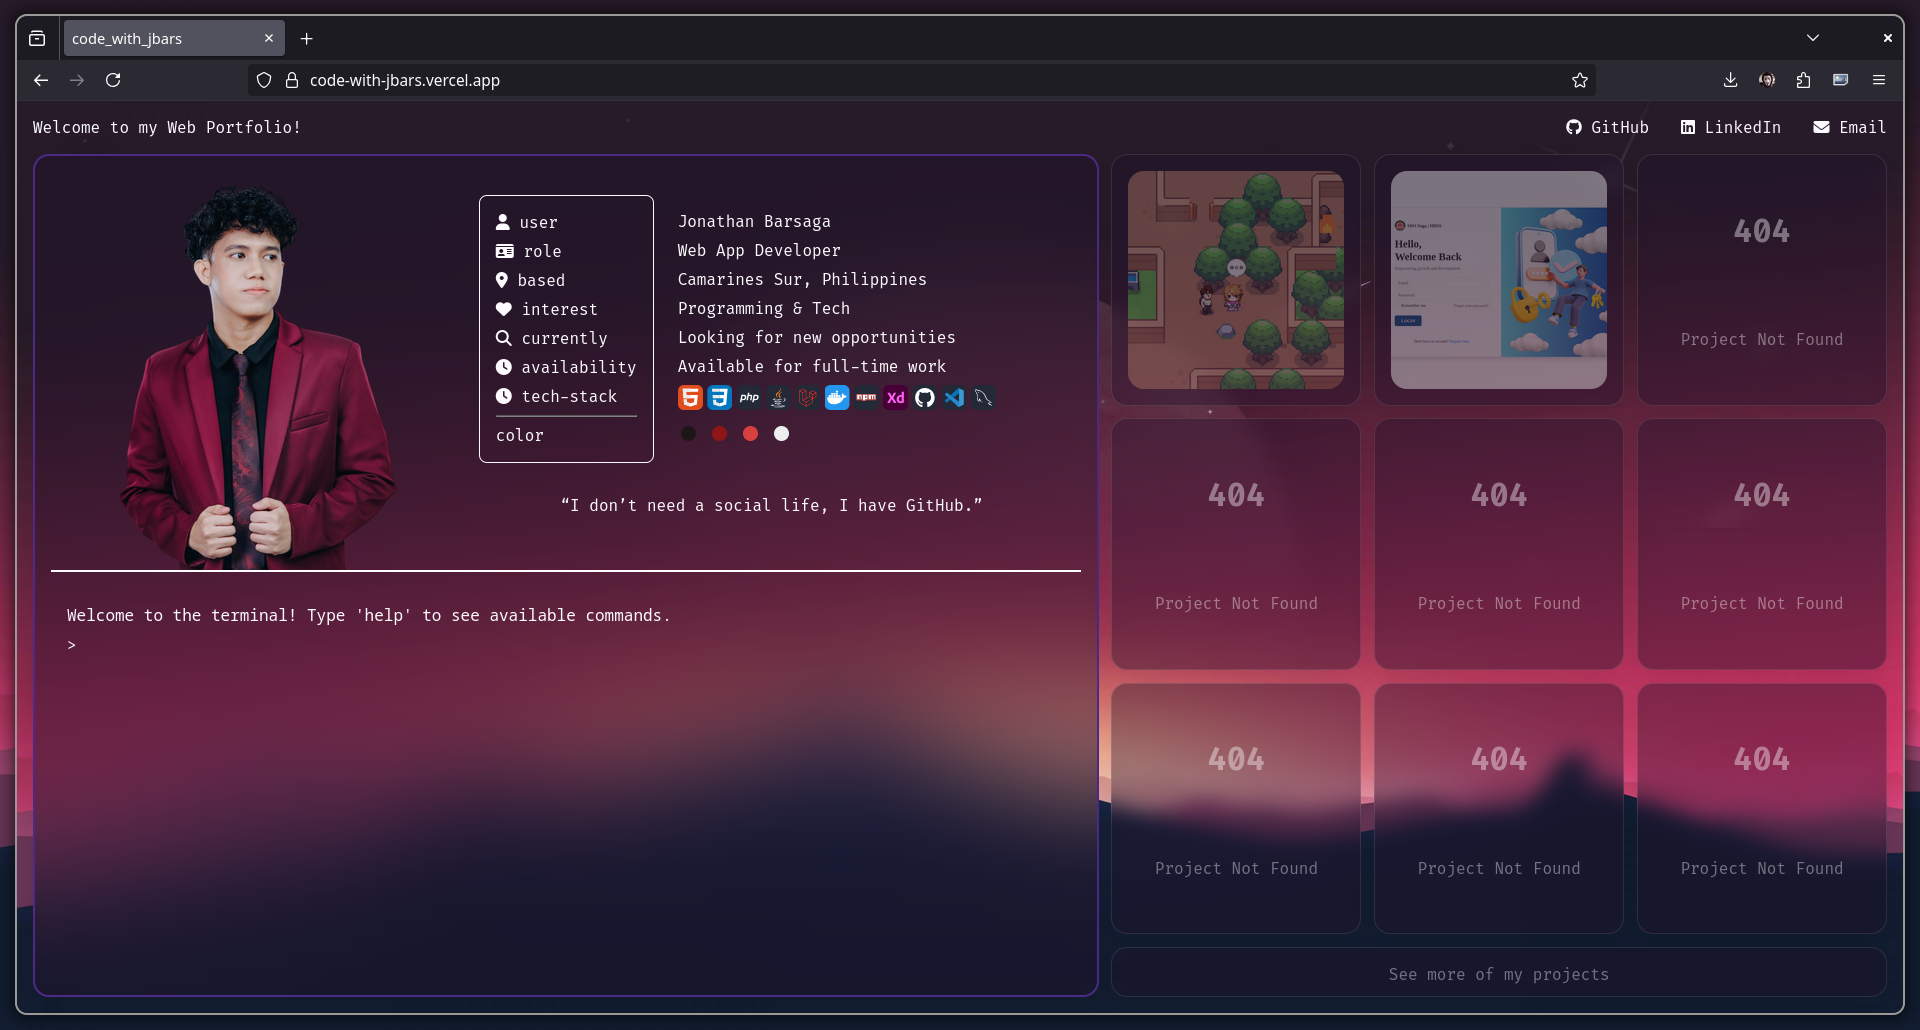 code_with_jbars
code-with-jbars.vercel.app
Welcome to my Web Portfolio!
GitHub
LinkedIn
Email
user
Jonathan Barsaga
role
Web App Developer
based
Camarines Sur, Philippines
interest
Programming & Tech
currently
Looking for new opportunities
availability
Available for full-time work
tech-stack
php
npm
Xd
color
“I don’t need a social life, I have GitHub.”
Welcome to the terminal! Type 'help' to see available commands.
>
Hello,
Welcome Back
Email
Password
Remember me
LOGIN
404
Project Not Found
404
Project Not Found
404
Project Not Found
404
Project Not Found
404
Project Not Found
404
Project Not Found
404
Project Not Found
See more of my projects